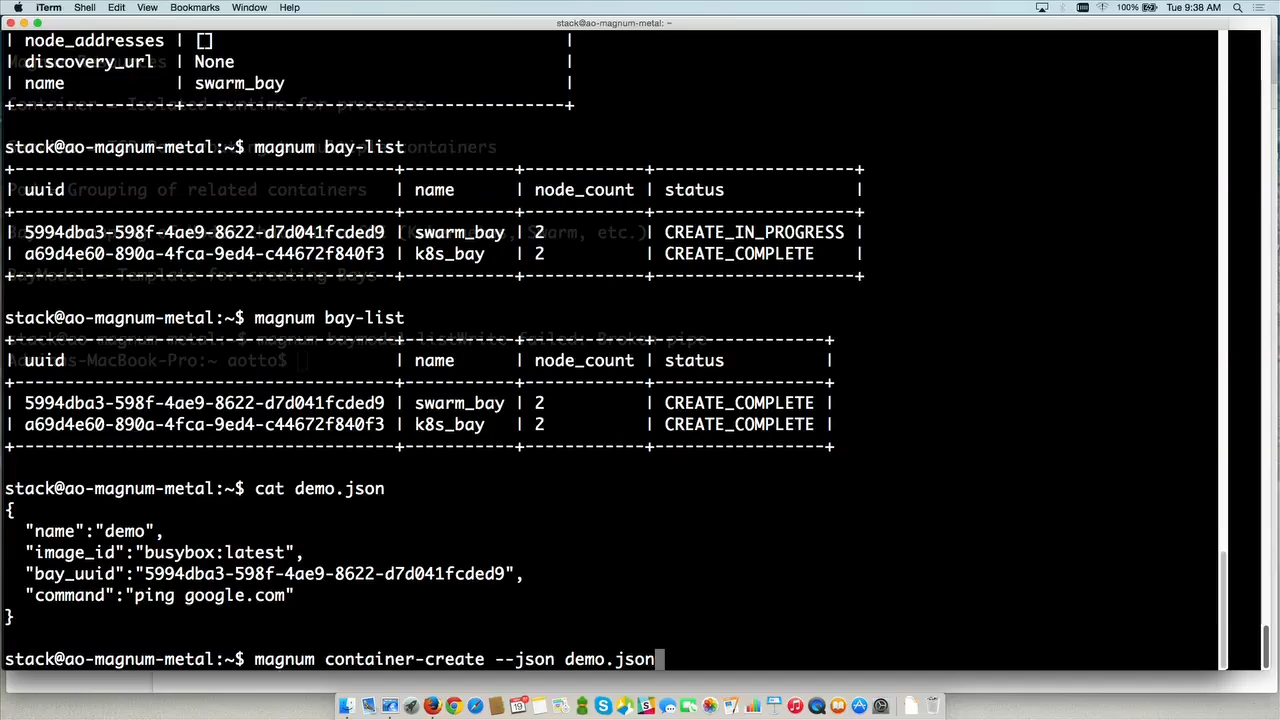 iTerm Shell Edit View Bookmarks Window Help 100% Tue 9:38 AM
stack@ao-magnum-metal: ~
| node_addresses | [] |
| discovery_url | None |
| name | swarm_bay |
+----------------+---------------------------------------+
stack@ao-magnum-metal:~$ magnum bay-list
+--------------------------------------+-----------+------------+--------------------+
| uuid | name | node_count | status |
+--------------------------------------+-----------+------------+--------------------+
| 5994dba3-598f-4ae9-8622-d7d041fcded9 | swarm_bay | 2 | CREATE_IN_PROGRESS |
| a69d4e60-890a-4fca-9ed4-c44672f840f3 | k8s_bay | 2 | CREATE_COMPLETE |
+--------------------------------------+-----------+------------+--------------------+
stack@ao-magnum-metal:~$ magnum bay-list
+--------------------------------------+-----------+------------+-----------------+
| uuid | name | node_count | status |
+--------------------------------------+-----------+------------+-----------------+
| 5994dba3-598f-4ae9-8622-d7d041fcded9 | swarm_bay | 2 | CREATE_COMPLETE |
| a69d4e60-890a-4fca-9ed4-c44672f840f3 | k8s_bay | 2 | CREATE_COMPLETE |
+--------------------------------------+-----------+------------+-----------------+
stack@ao-magnum-metal:~$ cat demo.json
{
"name":"demo",
"image_id":"busybox:latest",
"bay_uuid":"5994dba3-598f-4ae9-8622-d7d041fcded9",
"command":"ping google.com"
}
stack@ao-magnum-metal:~$ magnum container-create --json demo.json